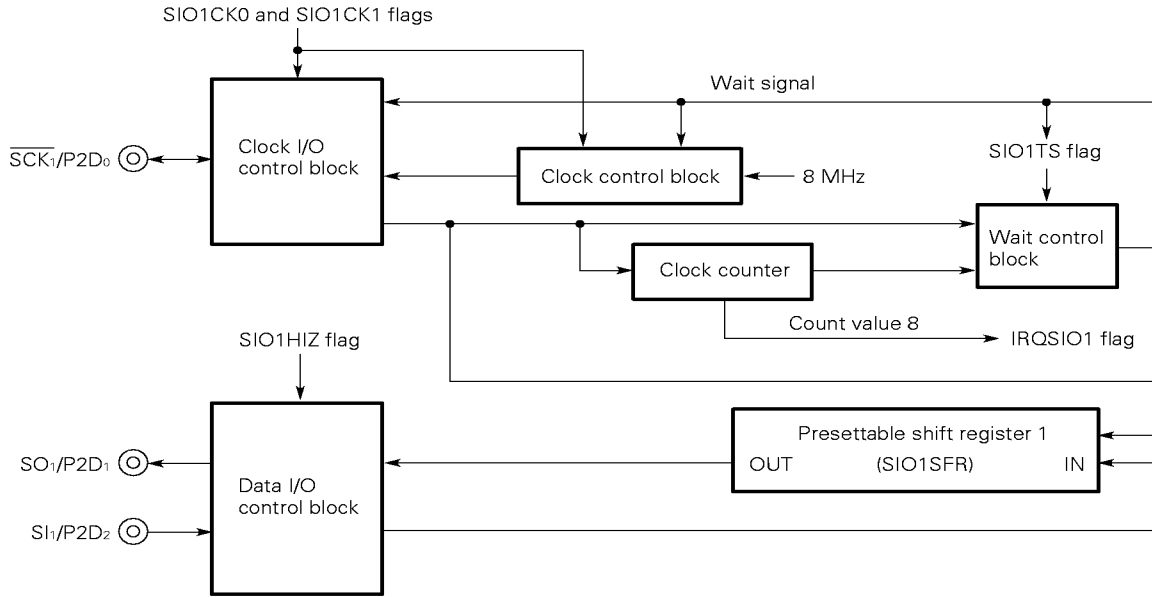 SIO1CK0 and SIO1CK1 flags
Wait signal
SCK₁/P2D₀
Clock I/O
control block
SIO1TS flag
Clock control block
8 MHz
Wait control
block
Clock counter
Count value 8
IRQSIO1 flag
SIO1HIZ flag
Presettable shift register 1
OUT (SIO1SFR) IN
SO₁/P2D₁
Data I/O
control block
SI₁/P2D₂